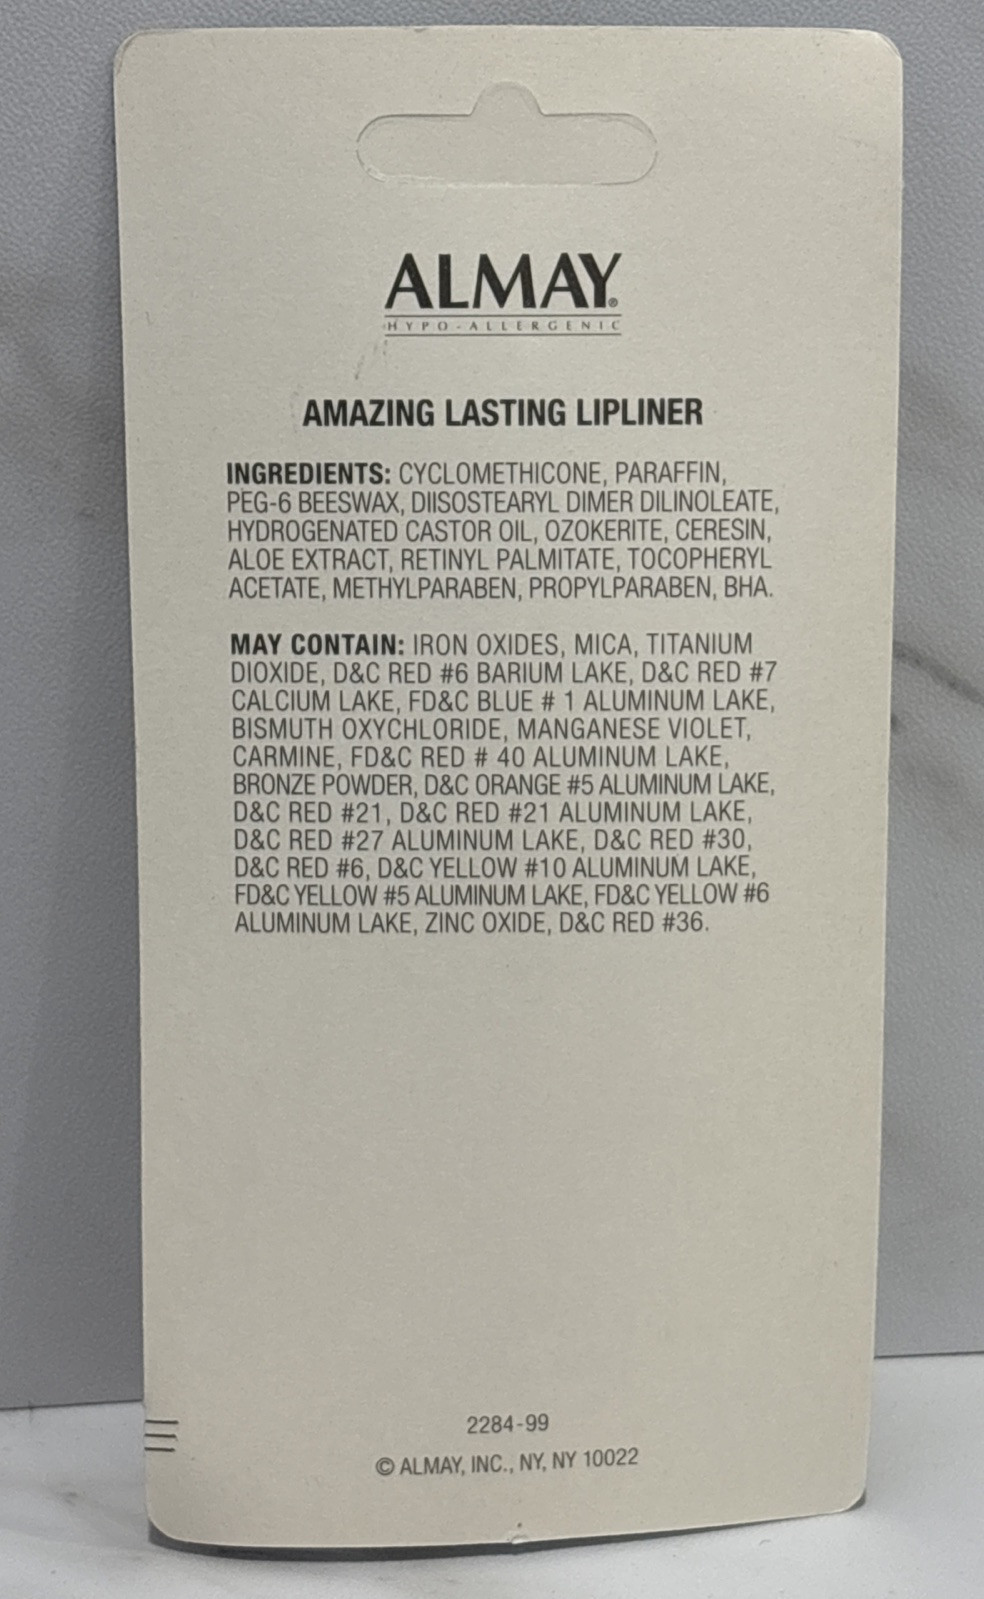 ALMAY®
HYPO-ALLERGENIC
AMAZING LASTING LIPLINER
INGREDIENTS: CYCLOMETHICONE, PARAFFIN,
PEG-6 BEESWAX, DIISOSTEARYL DIMER DILINOLEATE,
HYDROGENATED CASTOR OIL, OZOKERITE, CERESIN,
ALOE EXTRACT, RETINYL PALMITATE, TOCOPHERYL
ACETATE, METHYLPARABEN, PROPYLPARABEN, BHA.
MAY CONTAIN: IRON OXIDES, MICA, TITANIUM
DIOXIDE, D&C RED #6 BARIUM LAKE, D&C RED #7
CALCIUM LAKE, FD&C BLUE # 1 ALUMINUM LAKE,
BISMUTH OXYCHLORIDE, MANGANESE VIOLET,
CARMINE, FD&C RED # 40 ALUMINUM LAKE,
BRONZE POWDER, D&C ORANGE #5 ALUMINUM LAKE,
D&C RED #21, D&C RED #21 ALUMINUM LAKE,
D&C RED #27 ALUMINUM LAKE, D&C RED #30,
D&C RED #6, D&C YELLOW #10 ALUMINUM LAKE,
FD&C YELLOW #5 ALUMINUM LAKE, FD&C YELLOW #6
ALUMINUM LAKE, ZINC OXIDE, D&C RED #36.
2284-99
© ALMAY, INC., NY, NY 10022